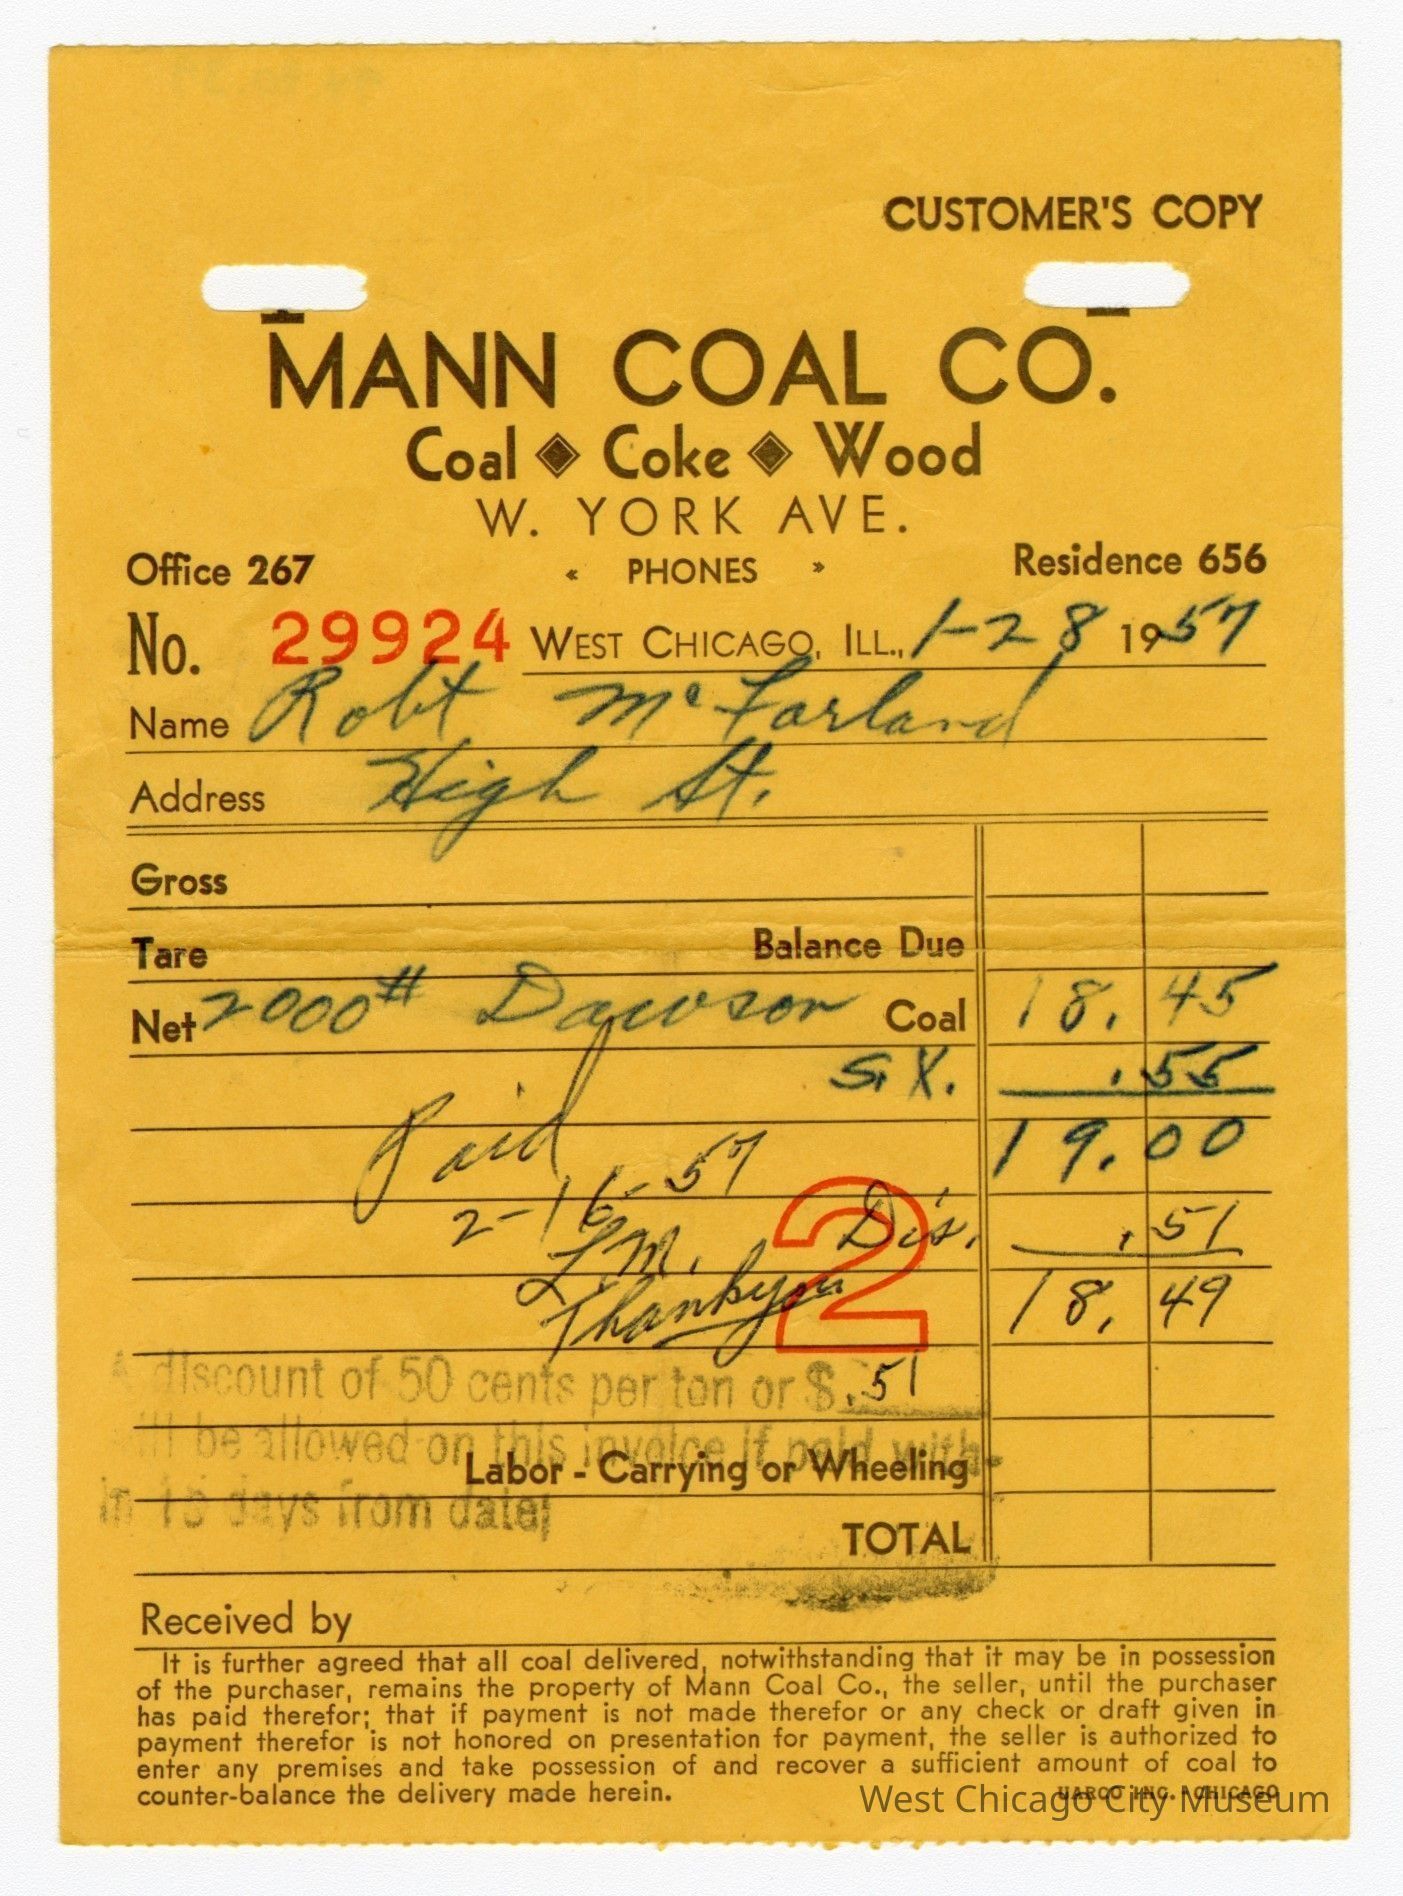 CUSTOMER'S COPY
MANN COAL CO.
Coal ◈ Coke ◈ Wood
W. YORK AVE.
Office 267 « PHONES » Residence 656
No. 29924 WEST CHICAGO, ILL., 1-28 1957
Name Robt McFarland
Address High St.
Gross
Tare Balance Due
Net 2000# Dawson Coal 18.45
S.X. .55
Paid 19.00
2-16-57
2 Dis. .51
L.M.
Thankyou 18.49
A discount of 50 cents per ton or $ .51
will be allowed on this invoice if paid with-
Labor - Carrying or Wheeling
in 15 days from date;
TOTAL
Received by
It is further agreed that all coal delivered, notwithstanding that it may be in possession
of the purchaser, remains the property of Mann Coal Co., the seller, until the purchaser
has paid therefor; that if payment is not made therefor or any check or draft given in
payment therefor is not honored on presentation for payment, the seller is authorized to
enter any premises and take possession of and recover a sufficient amount of coal to
counter-balance the delivery made herein. UARCO INC. - CHICAGO
West Chicago City Museum